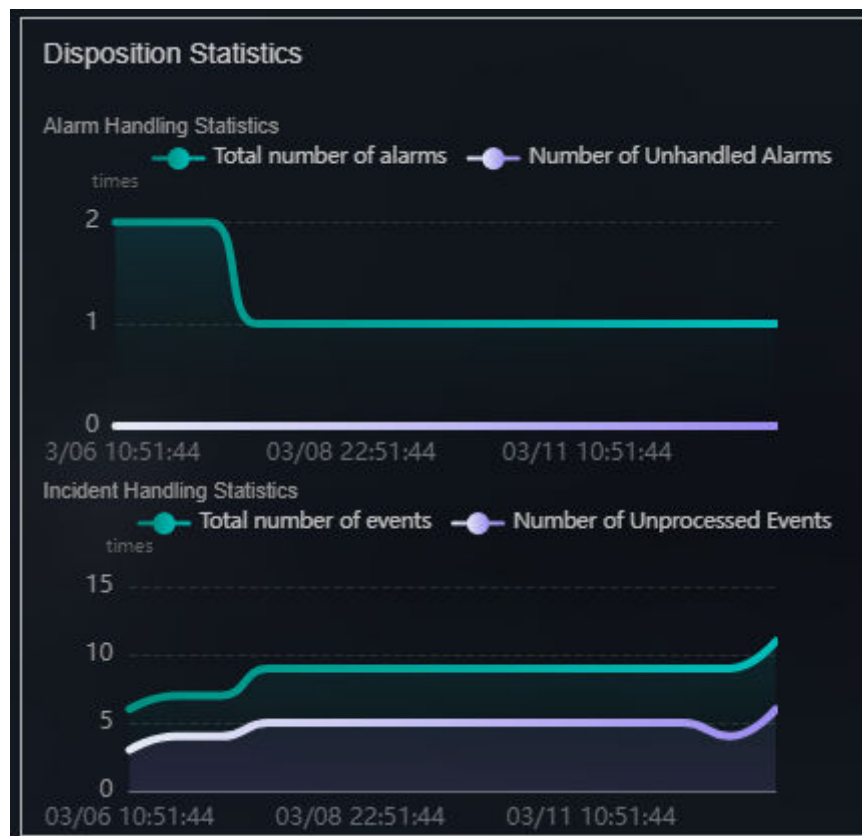 Disposition Statistics
Alarm Handling Statistics
Total number of alarms Number of Unhandled Alarms
times
2
1
0
3/06 10:51:44 03/08 22:51:44 03/11 10:51:44
Incident Handling Statistics
Total number of events Number of Unprocessed Events
times
15
10
5
0
03/06 10:51:44 03/08 22:51:44 03/11 10:51:44